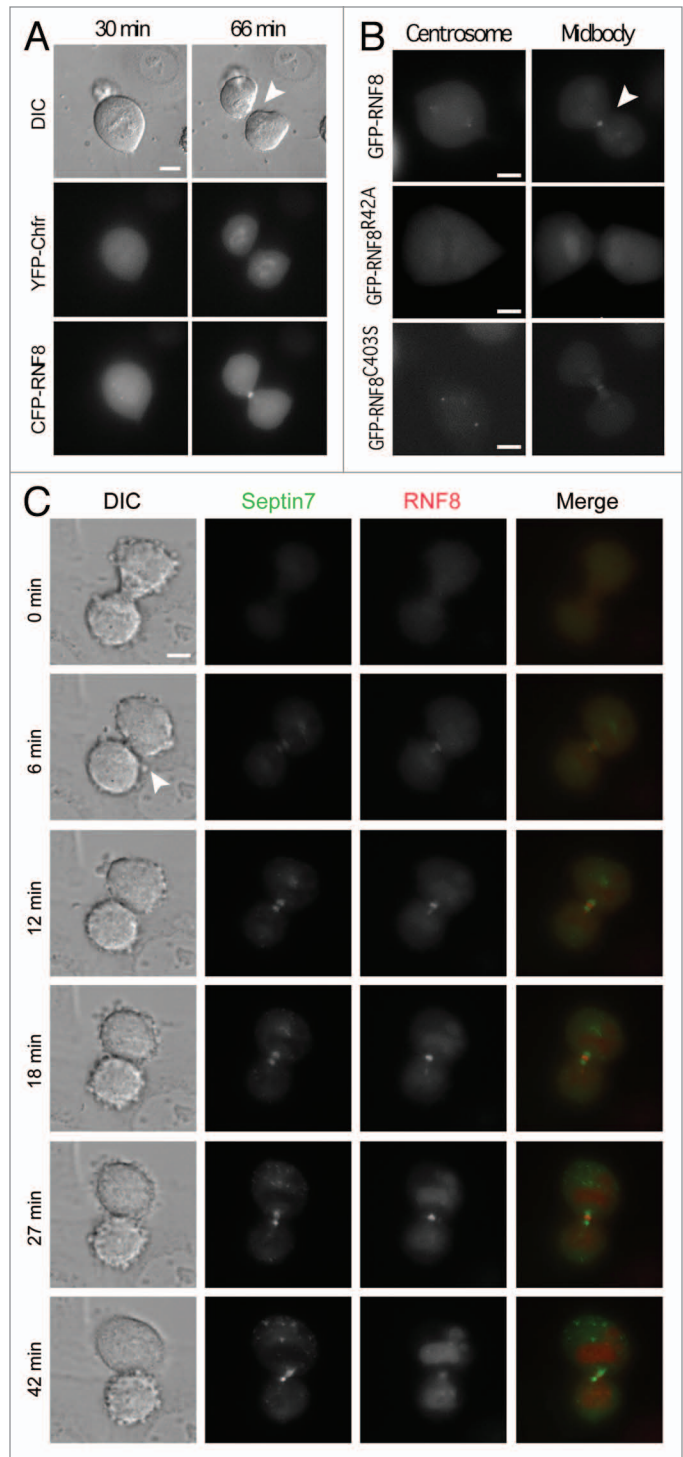 A
30 min 66 min
DIC
YFP-Chfr
CFP-RNF8
B
Centrosome Midbody
GFP-RNF8
GFP-RNF8R42A
GFP-RNF8C403S
C
DIC Septin7 RNF8 Merge
0 min
6 min
12 min
18 min
27 min
42 min